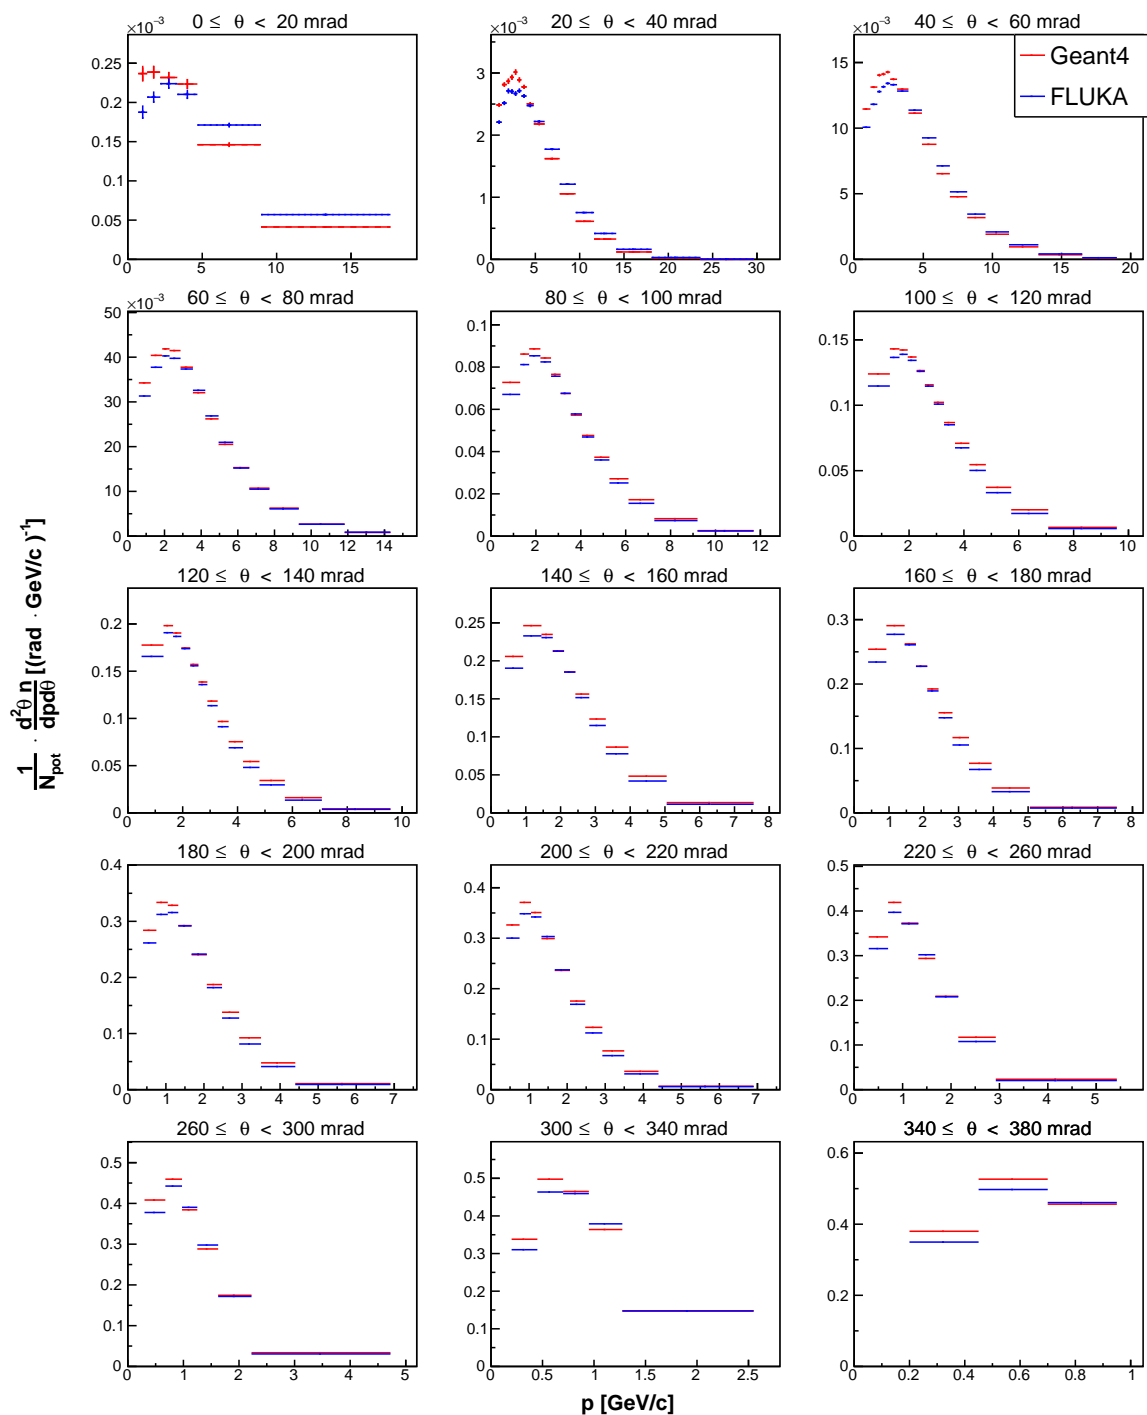 ×10⁻³ 0 ≤ θ < 20 mrad
0.25
0.2
0.15
0.1
0.05
0
0 5 10 15
×10⁻³ 20 ≤ θ < 40 mrad
3
2
1
0
0 5 10 15 20 25 30
×10⁻³ 40 ≤ θ < 60 mrad
Geant4
FLUKA
15
10
5
0
0 5 10 15 20
×10⁻³ 60 ≤ θ < 80 mrad
50
40
30
20
10
0
0 2 4 6 8 10 12 14
80 ≤ θ < 100 mrad
0.1
0.08
0.06
0.04
0.02
0
0 2 4 6 8 10 12
100 ≤ θ < 120 mrad
0.15
0.1
0.05
0
0 2 4 6 8 10
120 ≤ θ < 140 mrad
0.2
0.15
0.1
0.05
0
0 2 4 6 8 10
140 ≤ θ < 160 mrad
0.25
0.2
0.15
0.1
0.05
0
0 1 2 3 4 5 6 7 8
160 ≤ θ < 180 mrad
0.3
0.2
0.1
0
0 1 2 3 4 5 6 7 8
180 ≤ θ < 200 mrad
0.4
0.3
0.2
0.1
0
0 1 2 3 4 5 6 7
200 ≤ θ < 220 mrad
0.4
0.3
0.2
0.1
0
0 1 2 3 4 5 6 7
220 ≤ θ < 260 mrad
0.5
0.4
0.3
0.2
0.1
0
0 1 2 3 4 5
260 ≤ θ < 300 mrad
0.5
0.4
0.3
0.2
0.1
0
0 1 2 3 4 5
300 ≤ θ < 340 mrad
0.5
0.4
0.3
0.2
0.1
0
0 0.5 1 1.5 2 2.5
340 ≤ θ < 380 mrad
0.6
0.4
0.2
0
0 0.2 0.4 0.6 0.8 1
1/N_pot · d²θ n/dpdθ [(rad · GeV/c )⁻¹]
p [GeV/c]